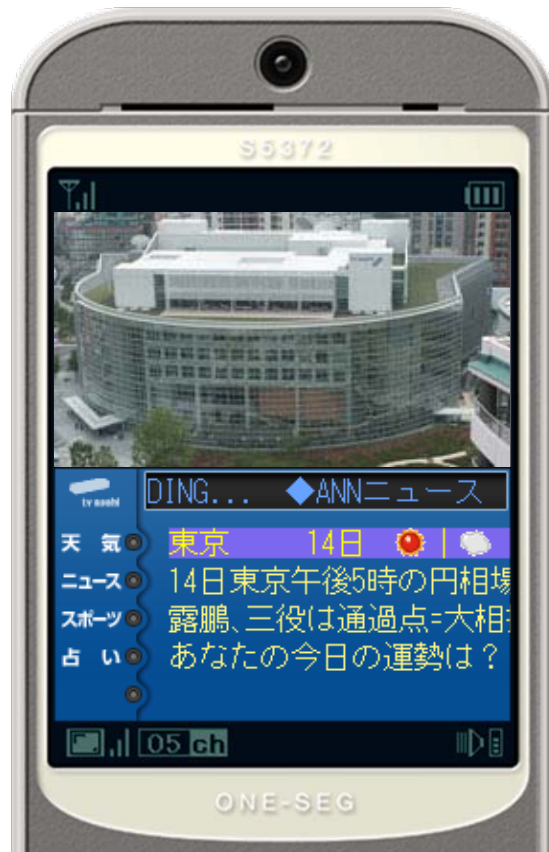 S5372
tv asahi
DING... ◆ANNニュース
天 気
東京 14日
ニュース
14日東京午後5時の円相場
スポーツ
露鵬、三役は通過点=大相
占 い
あなたの今日の運勢は？
05 ch
ONE-SEG